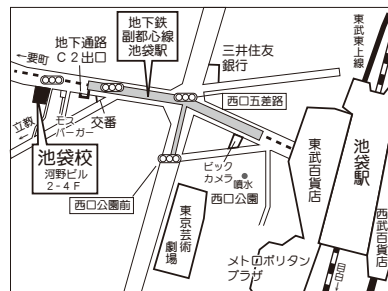 ←要町
地下通路
C2出口
地下鉄
副都心線
池袋駅
三井住友
銀行
東武東上線
西口五差路
立教
モス
バーガー
交番
池袋校
河野ビル
2-4F
西口公園前
東京芸術
劇場
ビック
カメラ
噴水
西口公園
東武百貨店
池袋駅
西武百貨店
メトロポリタン
プラザ
目白→